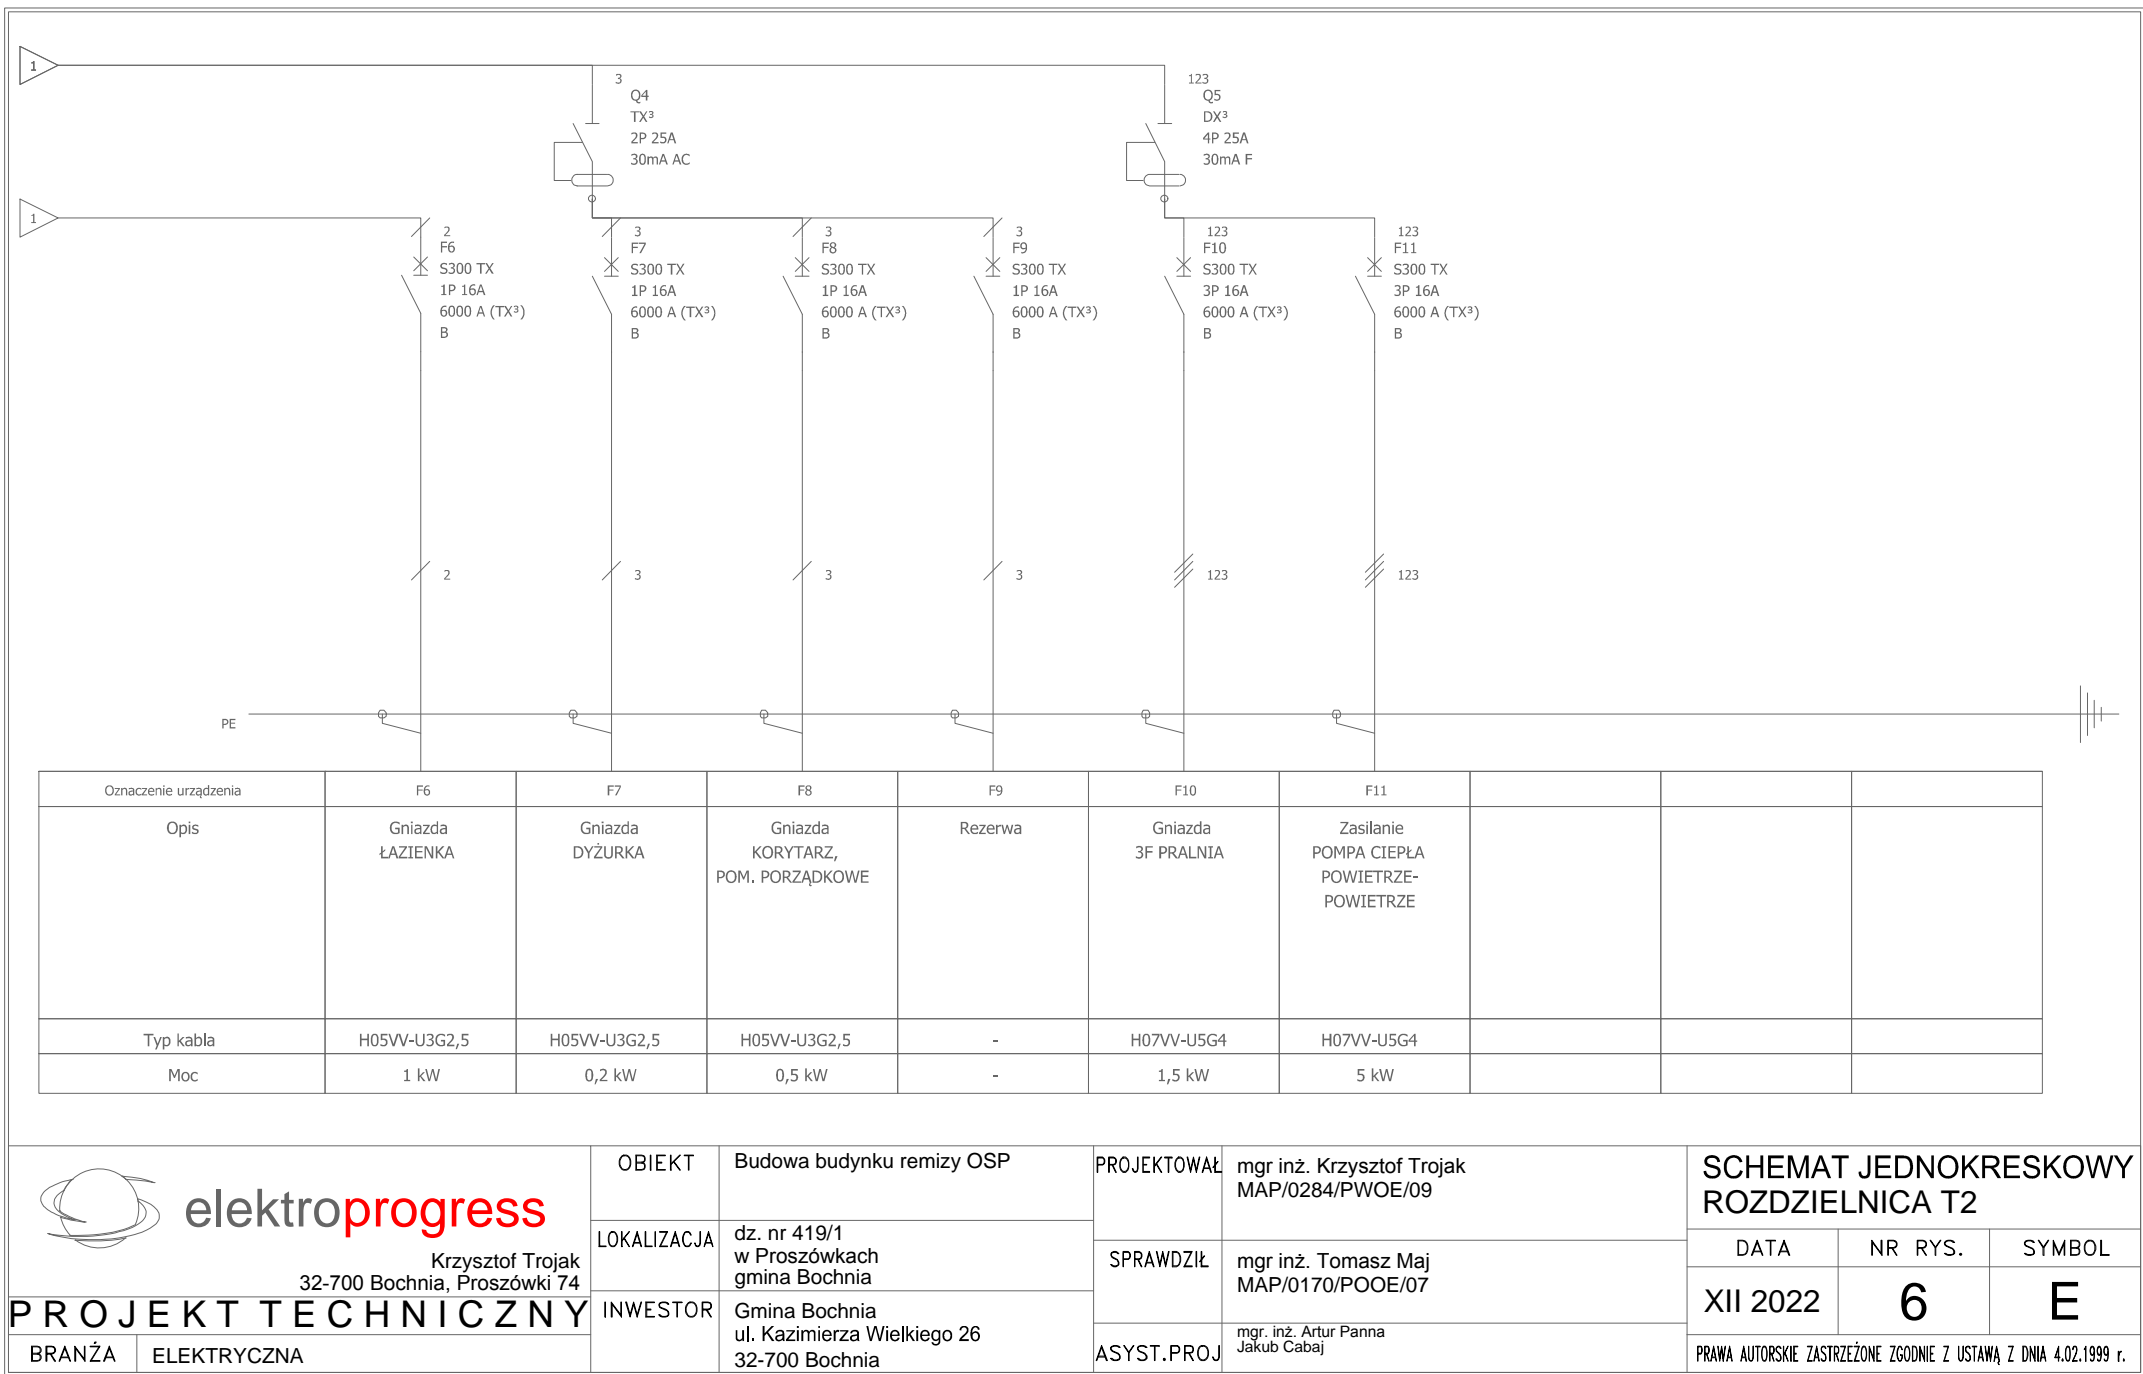 1
3
Q4
TX³
2P 25A
30mA AC
123
Q5
DX³
4P 25A
30mA F
1
2
F6
S300 TX
1P 16A
6000 A (TX³)
B
3
F7
S300 TX
1P 16A
6000 A (TX³)
B
3
F8
S300 TX
1P 16A
6000 A (TX³)
B
3
F9
S300 TX
1P 16A
6000 A (TX³)
B
123
F10
S300 TX
3P 16A
6000 A (TX³)
B
123
F11
S300 TX
3P 16A
6000 A (TX³)
B
2
3
3
3
123
123
PE
Oznaczenie urządzenia
F6
F7
F8
F9
F10
F11
Opis
Gniazda
ŁAZIENKA
Gniazda
DYŻURKA
Gniazda
KORYTARZ,
POM. PORZĄDKOWE
Rezerwa
Gniazda
3F PRALNIA
Zasilanie
POMPA CIEPŁA
POWIETRZE-
POWIETRZE
Typ kabla
H05VV-U3G2,5
H05VV-U3G2,5
H05VV-U3G2,5
-
H07VV-U5G4
H07VV-U5G4
Moc
1 kW
0,2 kW
0,5 kW
-
1,5 kW
5 kW
elektroprogress
Krzysztof Trojak
32-700 Bochnia, Proszówki 74
PROJEKT TECHNICZNY
BRANŻA
ELEKTRYCZNA
OBIEKT
Budowa budynku remizy OSP
LOKALIZACJA
dz. nr 419/1
w Proszówkach
gmina Bochnia
INWESTOR
Gmina Bochnia
ul. Kazimierza Wielkiego 26
32-700 Bochnia
PROJEKTOWAŁ
mgr inż. Krzysztof Trojak
MAP/0284/PWOE/09
SPRAWDZIŁ
mgr inż. Tomasz Maj
MAP/0170/POOE/07
ASYST.PROJ
mgr. inż. Artur Panna
Jakub Cabaj
SCHEMAT JEDNOKRESKOWY
ROZDZIELNICA T2
DATA
NR RYS.
SYMBOL
XII 2022
6
E
PRAWA AUTORSKIE ZASTRZEŻONE ZGODNIE Z USTAWĄ Z DNIA 4.02.1999 r.